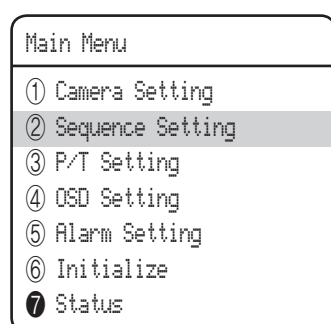 Main Menu
① Camera Setting
② Sequence Setting
③ P/T Setting
④ OSD Setting
⑤ Alarm Setting
⑥ Initialize
❼ Status